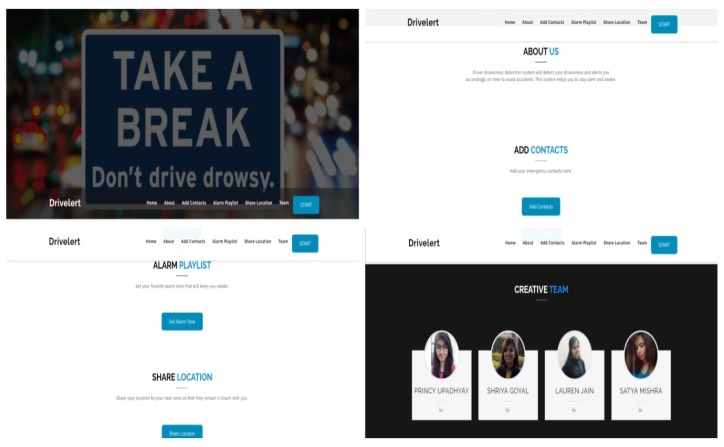 TAKE A
BREAK
Don't drive drowsy.
Drivelert
Home About Add Contacts Alarm Playlist Share Location Team START
Drivelert
Home About Add Contacts Alarm Playlist Share Location Team START
ABOUT US
Driver drowsiness detection system will detect your drowsiness and alerts you
accordingly on time to avoid accidents. This system helps you to stay alert and awake.
ADD CONTACTS
Add your emergency contacts here
Add Contacts
Drivelert
Home About Add Contacts Alarm Playlist Share Location Team START
ALARM PLAYLIST
Set your favorite alarm tone that will keep you awake
Set Alarm Tone
SHARE LOCATION
Share your location to your near ones so that they remain in touch with you.
Share Location
Drivelert
Home About Add Contacts Alarm Playlist Share Location Team START
CREATIVE TEAM
PRINCY UPADHYAY SHRIYA GOYAL LAUREN JAIN SATYA MISHRA
in in in in